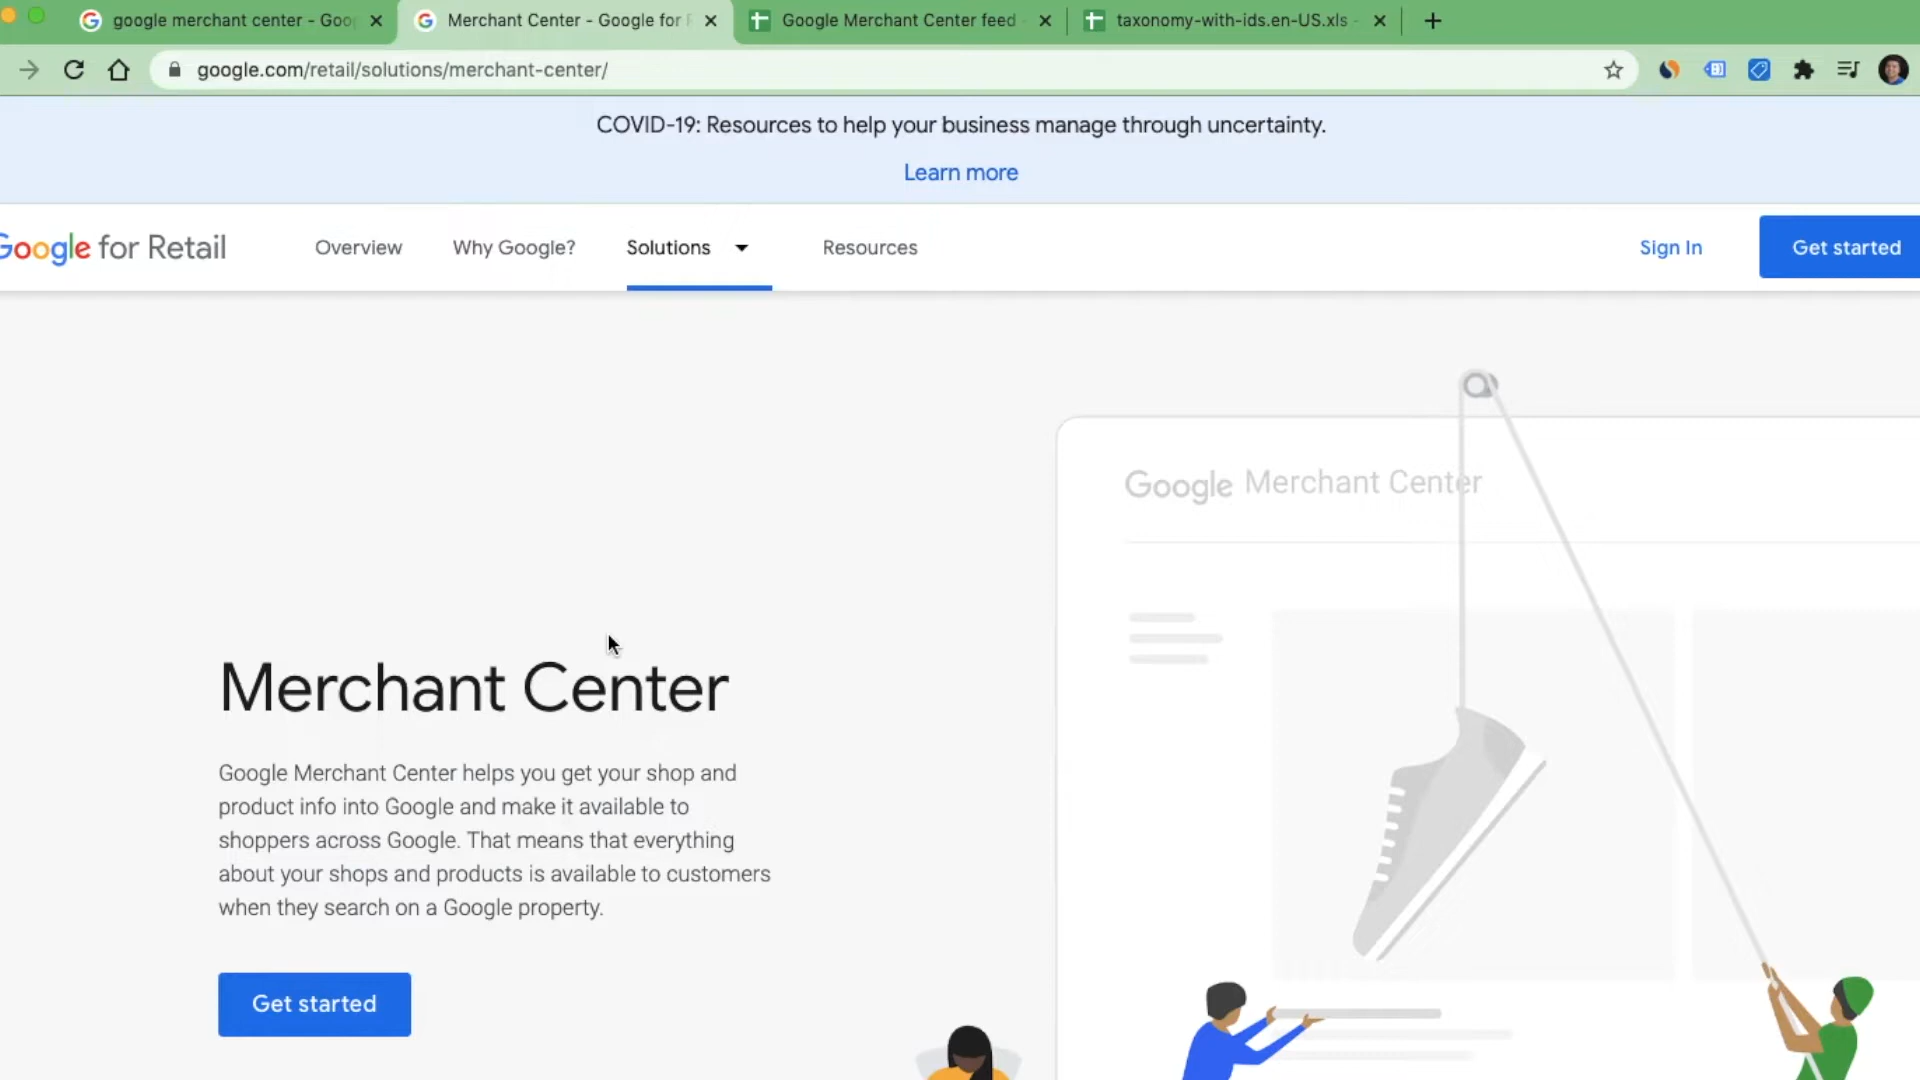 google merchant center - Goo
Merchant Center - Google for R
Google Merchant Center feed -
taxonomy-with-ids.en-US.xls -
google.com/retail/solutions/merchant-center/
COVID-19: Resources to help your business manage through uncertainty.
Learn more
Google for Retail
Overview
Why Google?
Solutions
Resources
Sign In
Get started
Google Merchant Center
Merchant Center
Google Merchant Center helps you get your shop and
product info into Google and make it available to
shoppers across Google. That means that everything
about your shops and products is available to customers
when they search on a Google property.
Get started